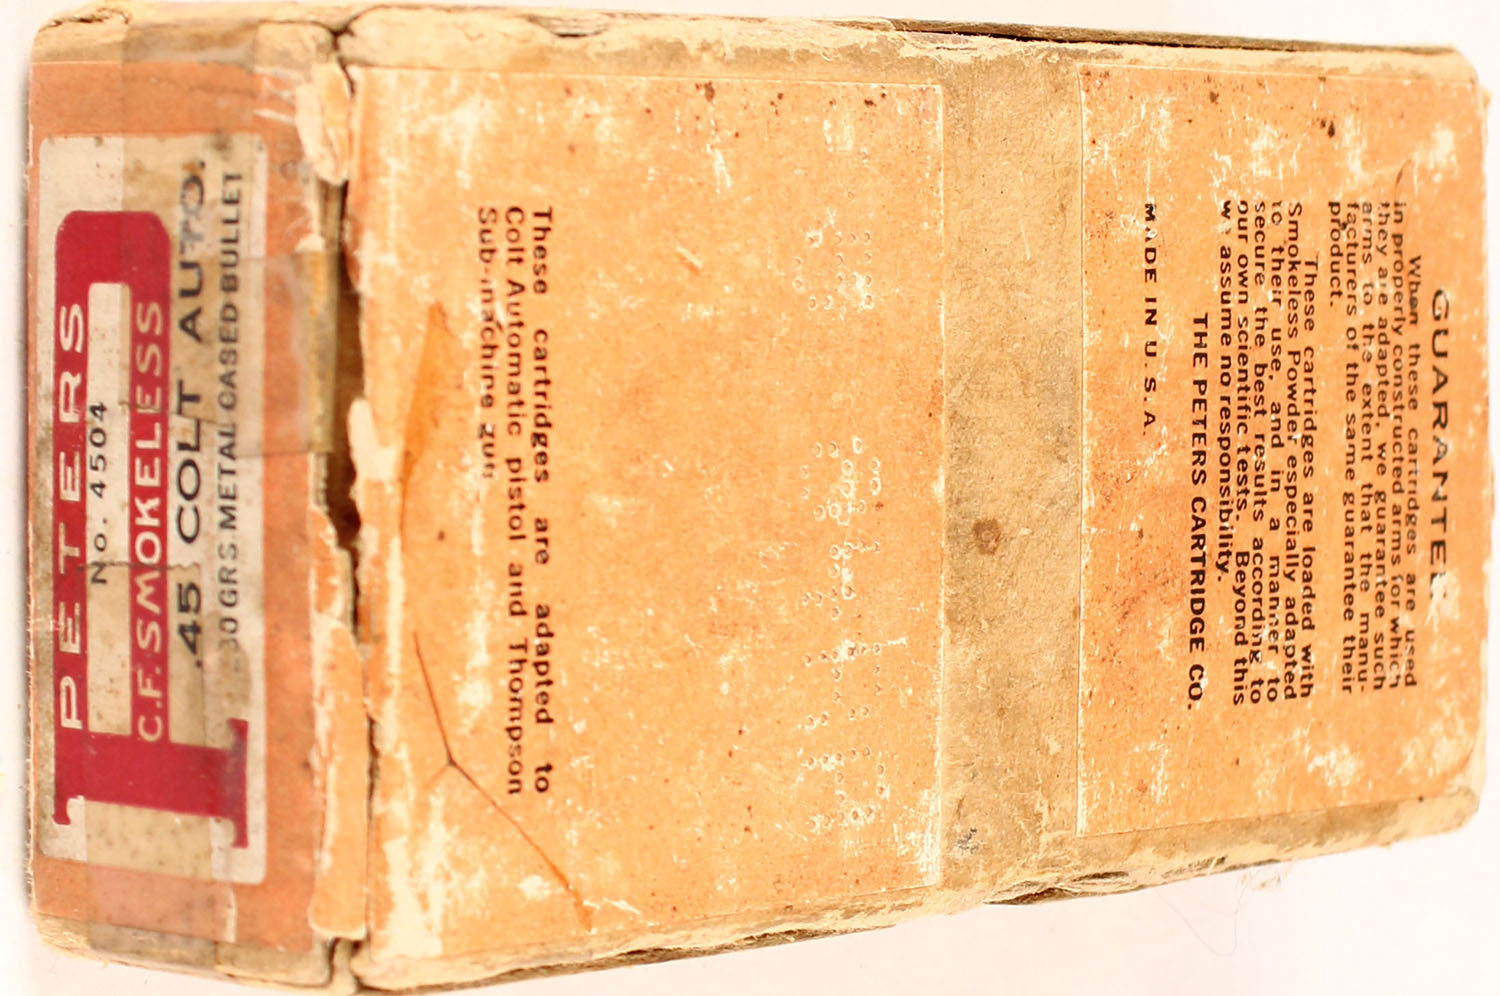 GUARANTEE
When these cartridges are used
in properly constructed arms for which
they are adapted, we guarantee such
arms to the extent that the manu-
facturers of the same guarantee their
product.
These cartridges are loaded with
Smokeless Powder especially adapted
to their use, and in a manner to
secure the best results according to
our own scientific tests. Beyond this
we assume no responsibility.
THE PETERS CARTRIDGE CO.
MADE IN U. S. A.
These cartridges are adapted to
Colt Automatic pistol and Thompson
Sub-machine gun
.45 COLT AUTO.
GRS. METAL CASED BULLET
C.F. SMOKELESS
No. 4504
PETERS